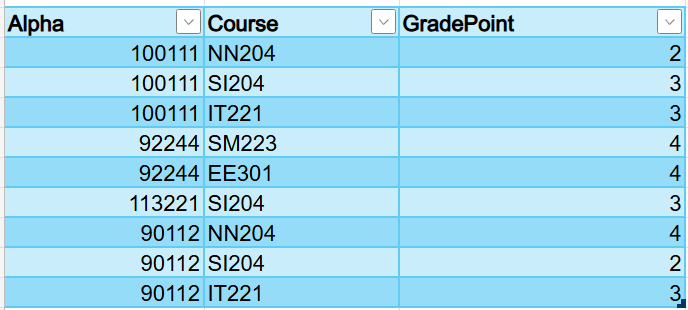 Alpha Course GradePoint
100111 NN204 2
100111 SI204 3
100111 IT221 3
92244 SM223 4
92244 EE301 4
113221 SI204 3
90112 NN204 4
90112 SI204 2
90112 IT221 3